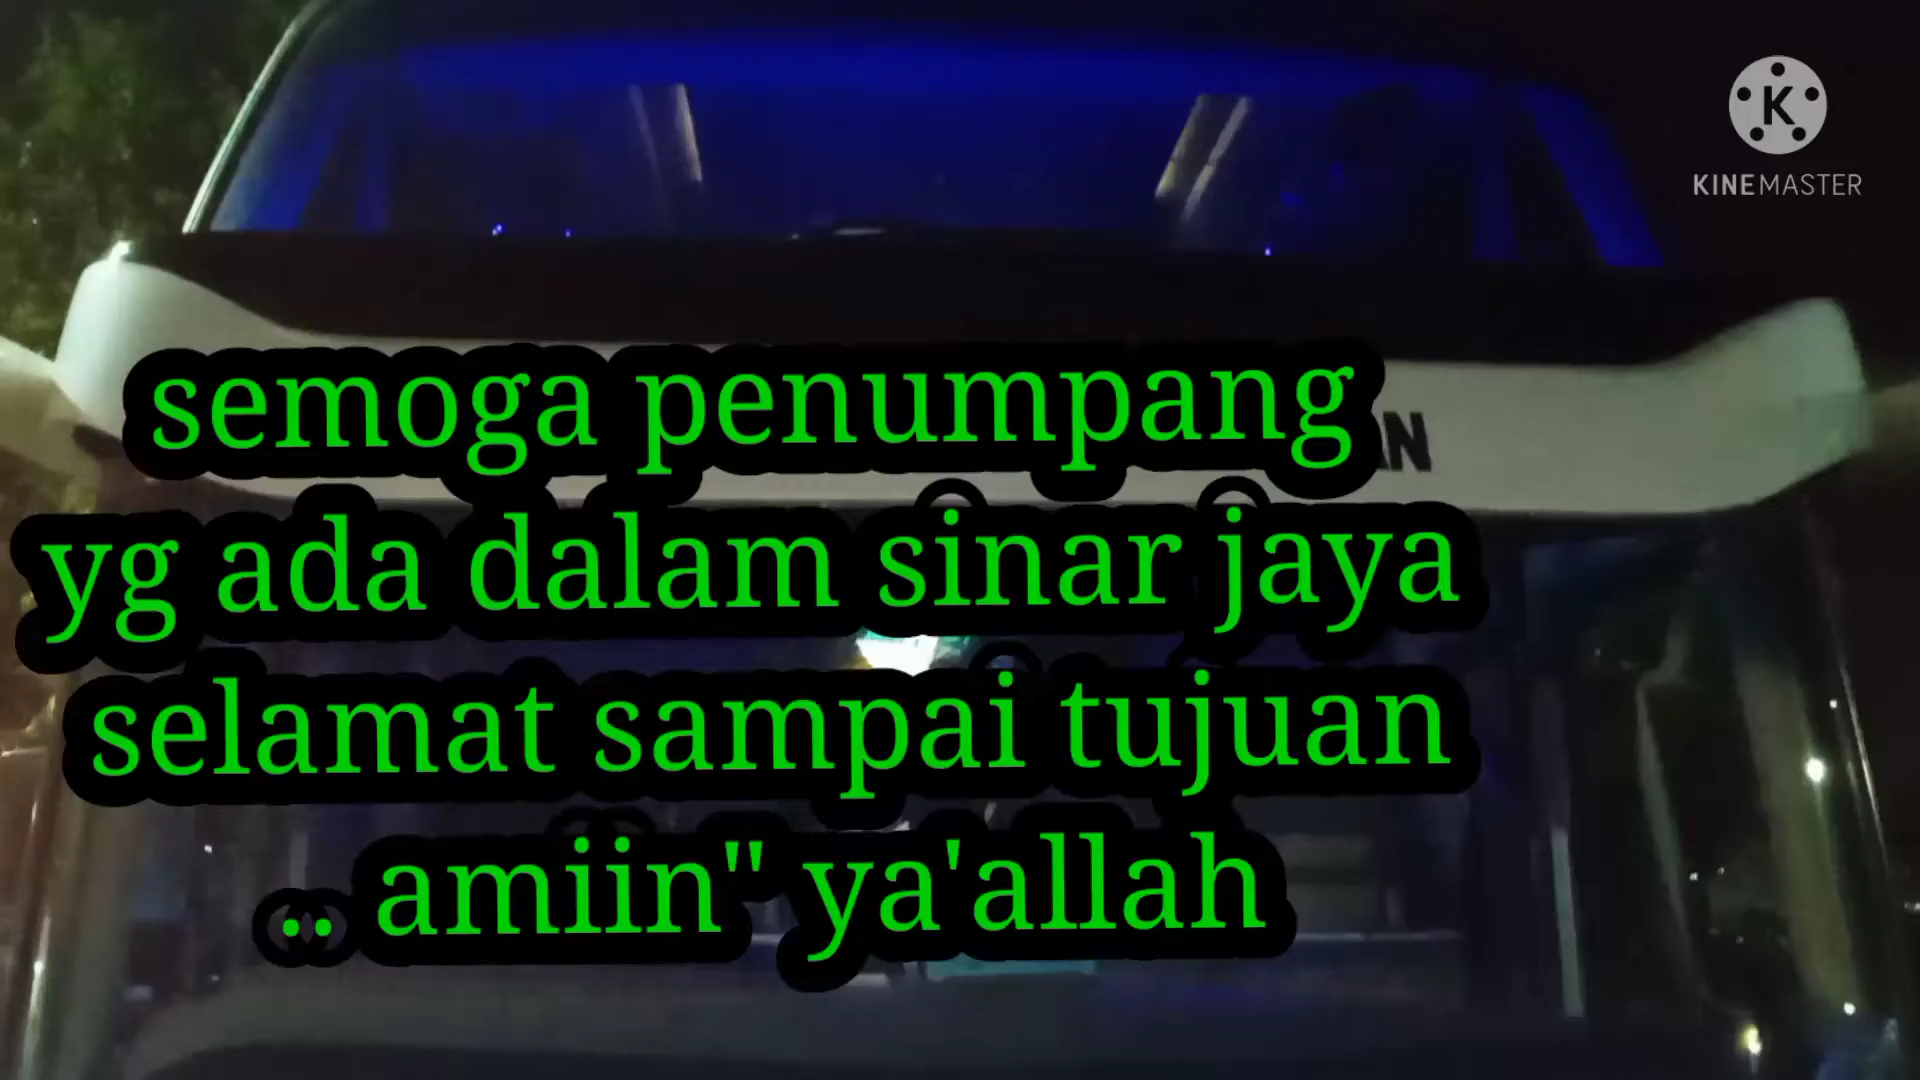 KINEMASTER
semoga penumpang
yg ada dalam sinar jaya
selamat sampai tujuan
.. amiin" ya'allah